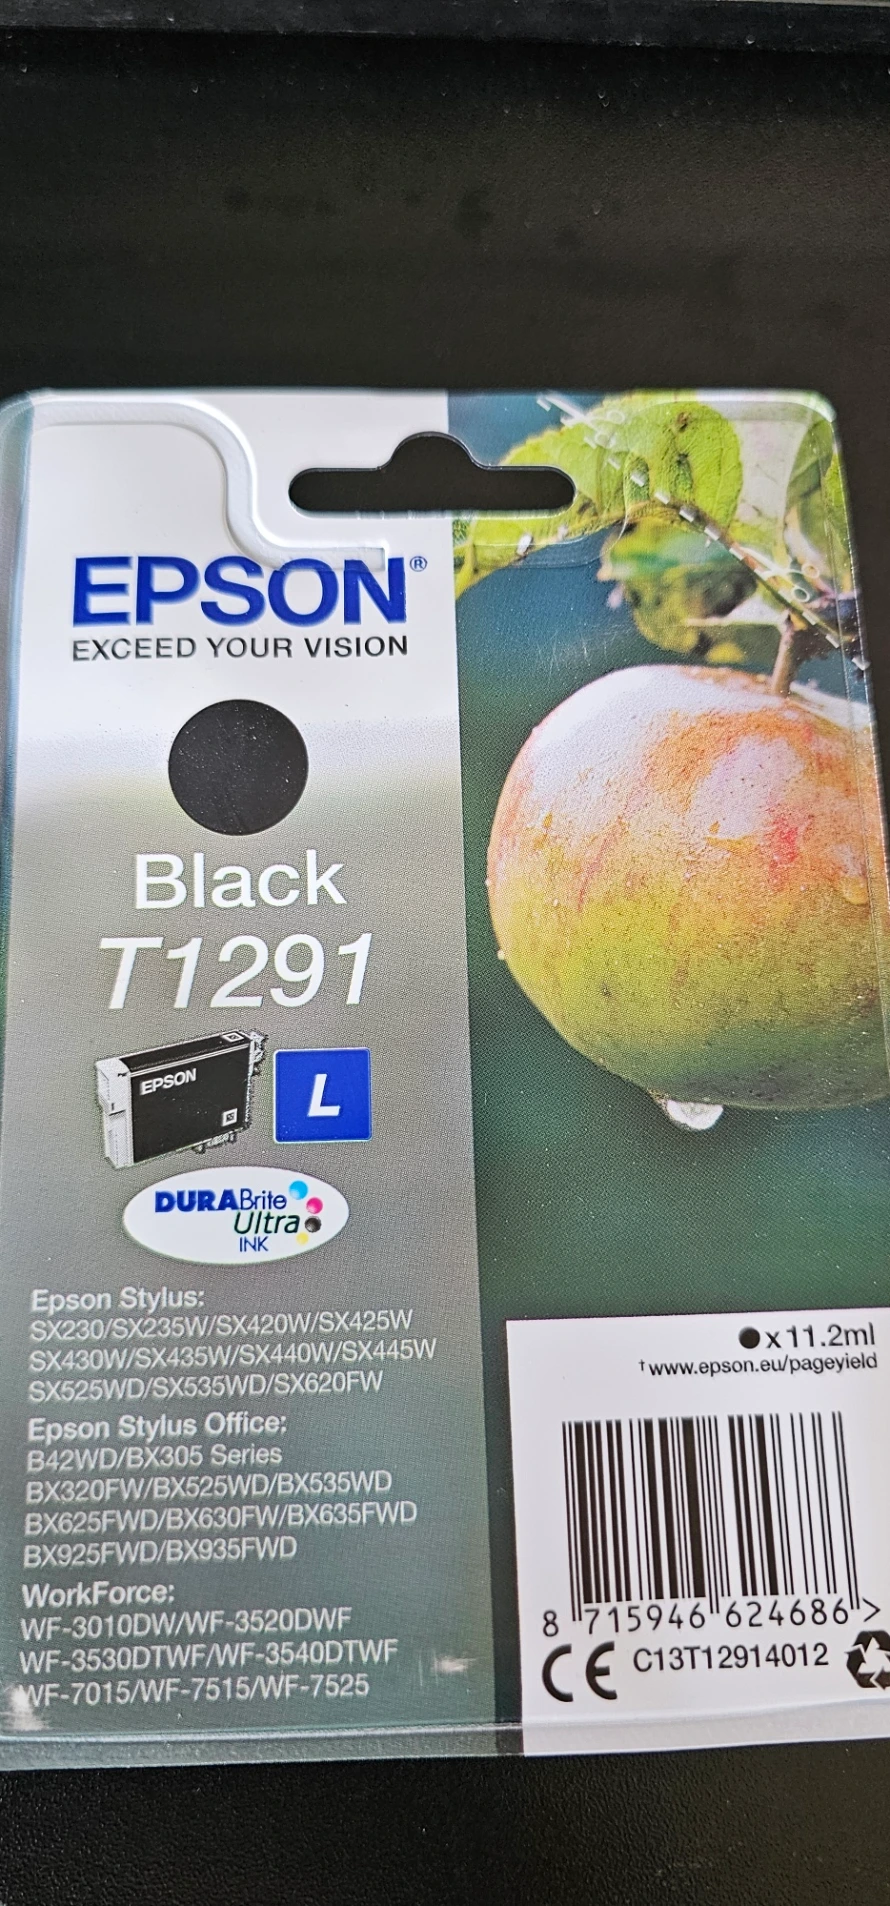 EPSON®
EXCEED YOUR VISION
Black
T1291
EPSON
L
DURABrite
Ultra
INK
Epson Stylus:
SX230/SX235W/SX420W/SX425W
SX430W/SX435W/SX440W/SX445W
SX525WD/SX535WD/SX620FW
Epson Stylus Office:
B42WD/BX305 Series
BX320FW/BX525WD/BX535WD
BX625FWD/BX630FW/BX635FWD
BX925FWD/BX935FWD
WorkForce:
WF-3010DW/WF-3520DWF
WF-3530DTWF/WF-3540DTWF
WF-7015/WF-7515/WF-7525
x 11.2ml
† www.epson.eu/pageyield
8 715946 624686 >
CE C13T12914012